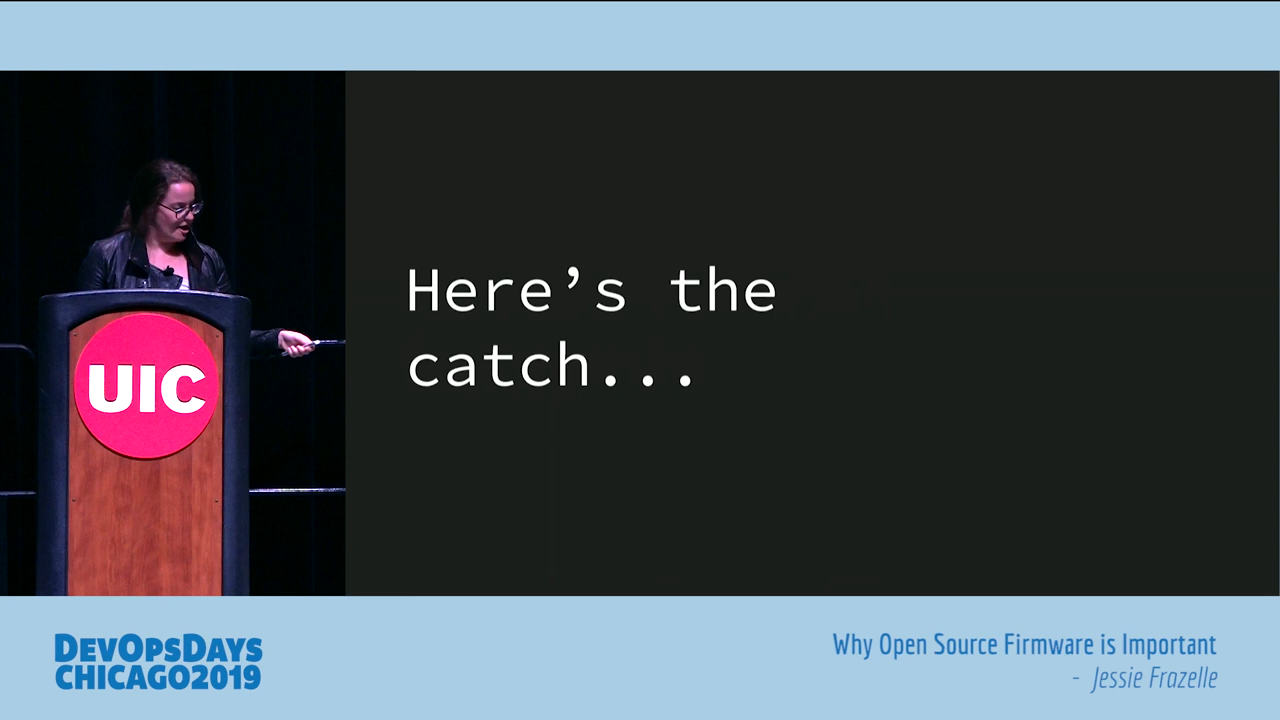 Here’s the
catch...
UIC
DEVOPSDAYS
CHICAGO2019
Why Open Source Firmware is Important
- Jessie Frazelle